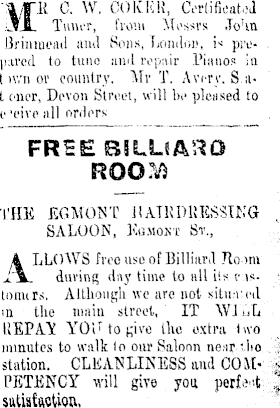 MR C. W. COKER, Certificated
Tuner, from Messrs John
Brinmead and Sons, London, is pre-
pared to tune and repair Pianos in
town or country. Mr T. Avery, Sta-
tioner, Devon Street, will be pleased to
receive all orders
FREE BILLIARD
ROOM
THE EGMONT HAIRDRESSING
SALOON, EGMONT ST.,
ALLOWS free use of Billiard Room
during day time to all its cus-
tomers. Although we are not situated
in the main street, IT WILL
REPAY YOU to give the extra two
minutes to walk to our Saloon near the
station. CLEANLINESS and COM-
PETENCY will give you perfect
satisfaction.